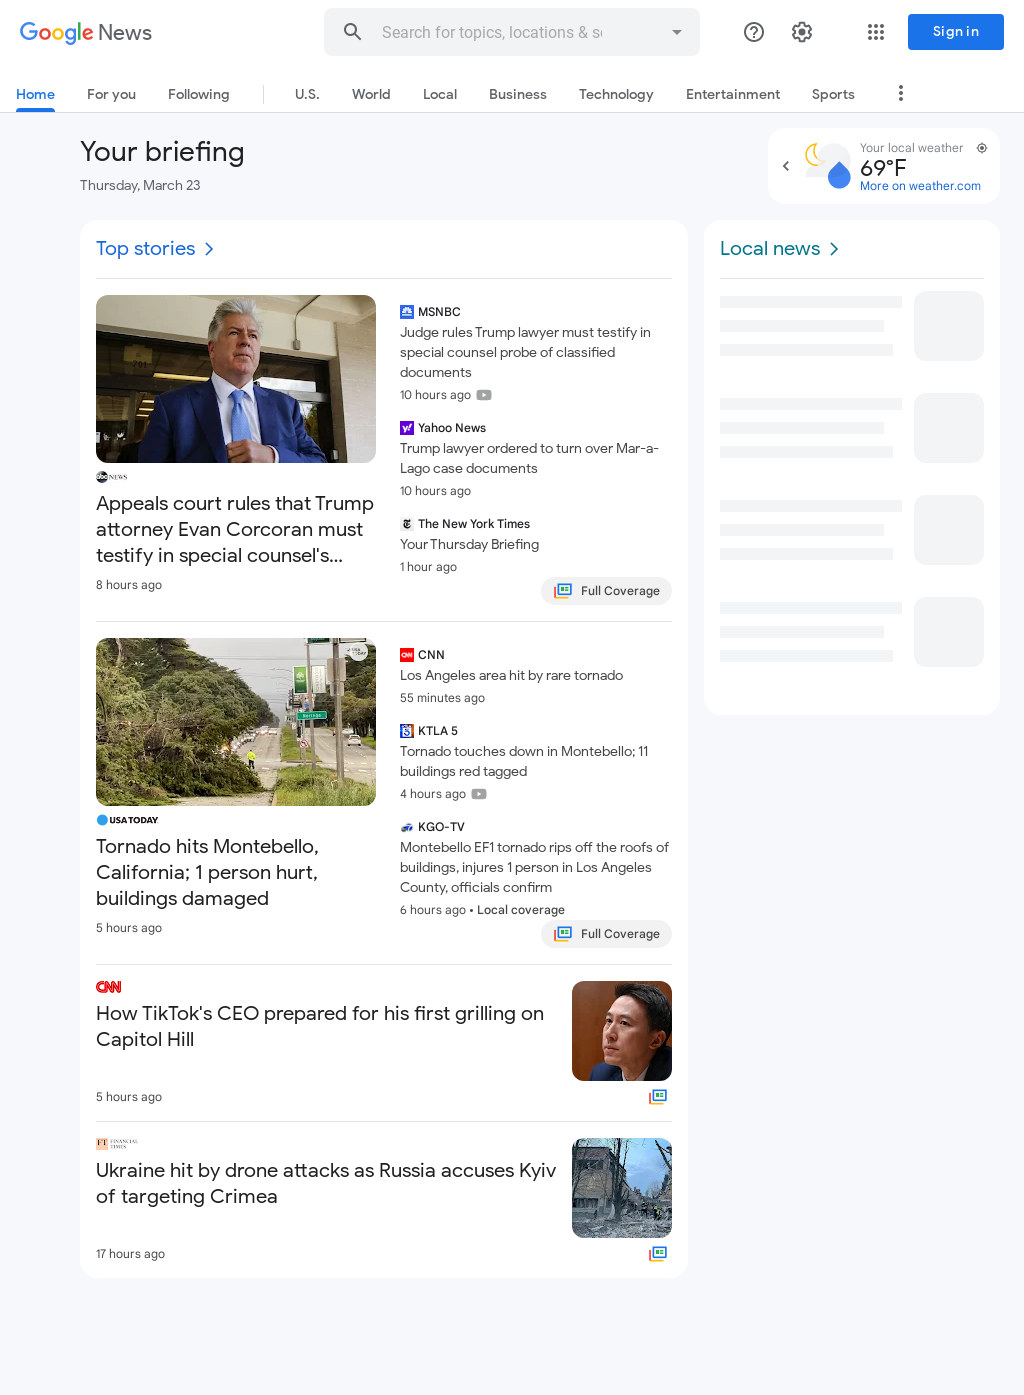 Google News
Search for topics, locations & s
Sign in
Home
For you
Following
U.S.
World
Local
Business
Technology
Entertainment
Sports
Your briefing
Thursday, March 23
Your local weather
69°F
More on weather.com
Top stories
abc NEWS
Appeals court rules that Trump
attorney Evan Corcoran must
testify in special counsel's...
8 hours ago
MSNBC
Judge rules Trump lawyer must testify in
special counsel probe of classified
documents
10 hours ago
Yahoo News
Trump lawyer ordered to turn over Mar-a-
Lago case documents
10 hours ago
The New York Times
Your Thursday Briefing
1 hour ago
Full Coverage
USA TODAY
USA TODAY
Tornado hits Montebello,
California; 1 person hurt,
buildings damaged
5 hours ago
CNN
Los Angeles area hit by rare tornado
55 minutes ago
KTLA 5
Tornado touches down in Montebello; 11
buildings red tagged
4 hours ago
KGO-TV
Montebello EF1 tornado rips off the roofs of
buildings, injures 1 person in Los Angeles
County, officials confirm
6 hours ago • Local coverage
Full Coverage
CNN
How TikTok's CEO prepared for his first grilling on
Capitol Hill
5 hours ago
FT FINANCIAL
TIMES
Ukraine hit by drone attacks as Russia accuses Kyiv
of targeting Crimea
17 hours ago
Local news